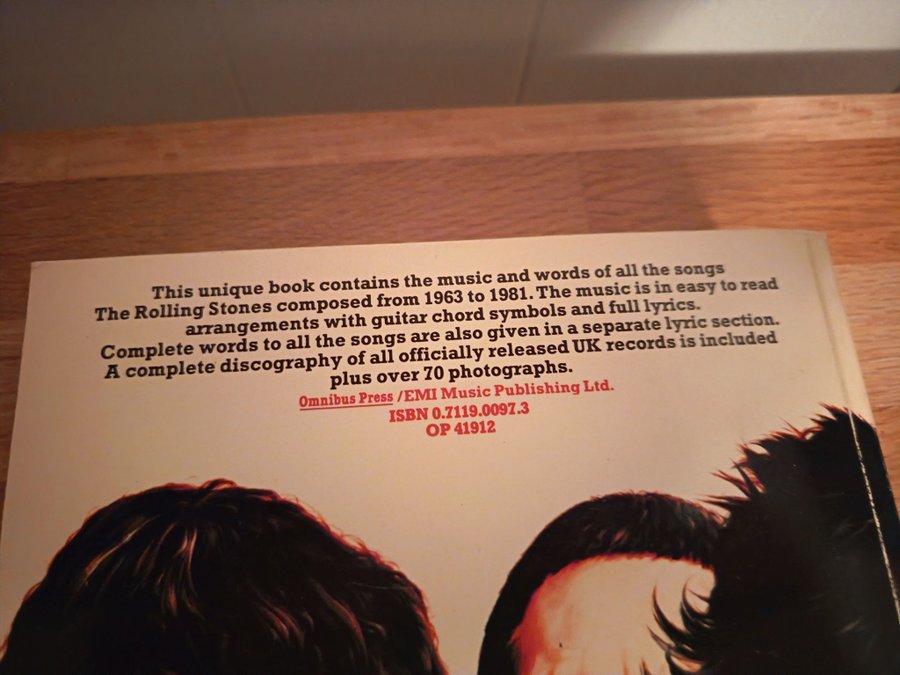 This unique book contains the music and words of all the songs
The Rolling Stones composed from 1963 to 1981. The music is in easy to read
arrangements with guitar chord symbols and full lyrics.
Complete words to all the songs are also given in a separate lyric section.
A complete discography of all officially released UK records is included
plus over 70 photographs.
Omnibus Press /EMI Music Publishing Ltd.
ISBN 0.7119.0097.3
OP 41912